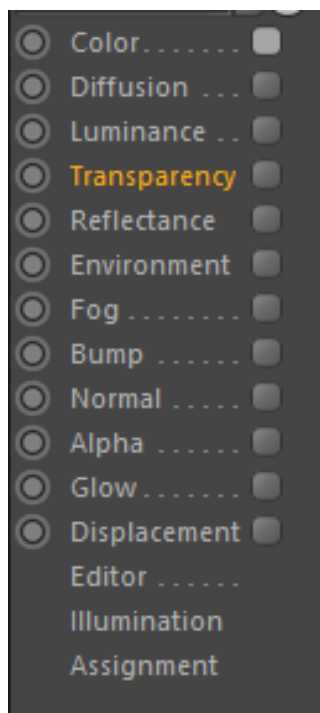 Color. . . . . . .
Diffusion . . .
Luminance . .
Transparency
Reflectance
Environment
Fog . . . . . . . .
Bump . . . . . .
Normal . . . . .
Alpha . . . . . .
Glow . . . . . . .
Displacement
Editor . . . . . .
Illumination
Assignment